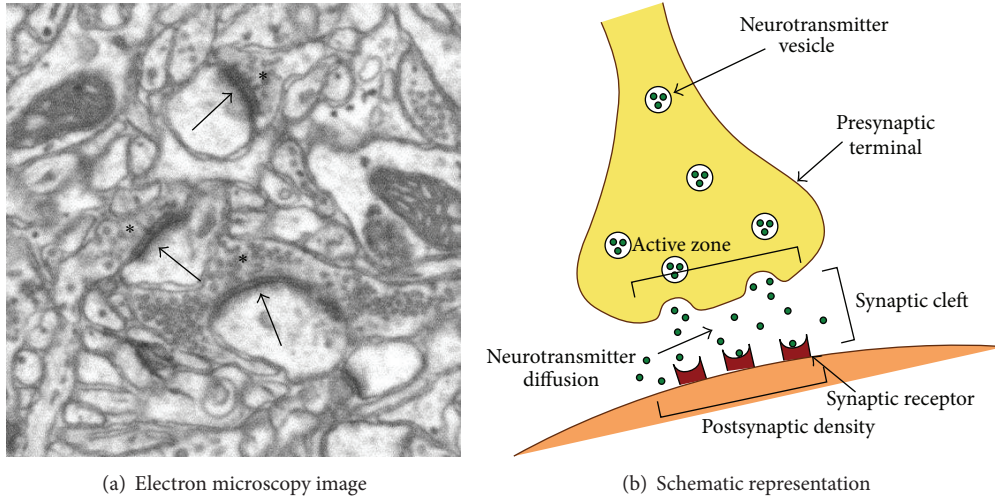 *
*
*
Neurotransmitter
vesicle
Presynaptic
terminal
Active zone
Synaptic cleft
Neurotransmitter
diffusion
Synaptic receptor
Postsynaptic density
(a) Electron microscopy image
(b) Schematic representation